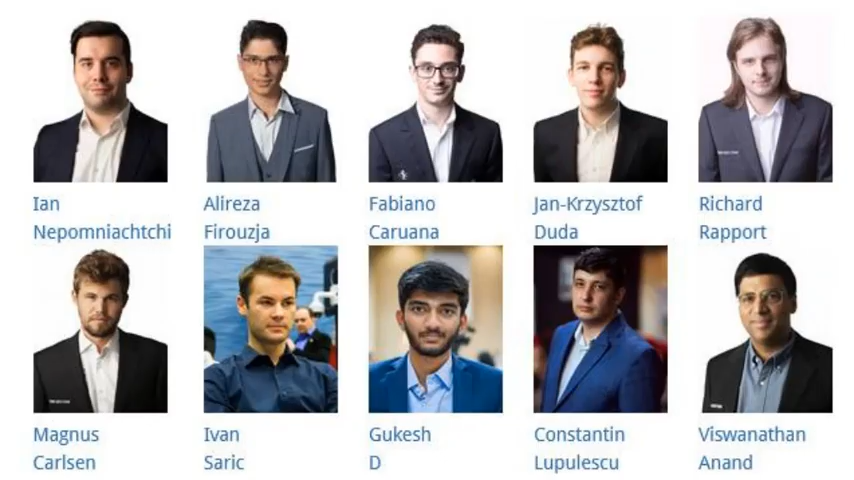 Ian
Nepomniachtchi
Alireza
Firouzja
Fabiano
Caruana
Jan-Krzysztof
Duda
Richard
Rapport
Magnus
Carlsen
Ivan
Saric
Gukesh
D
Constantin
Lupulescu
Viswanathan
Anand